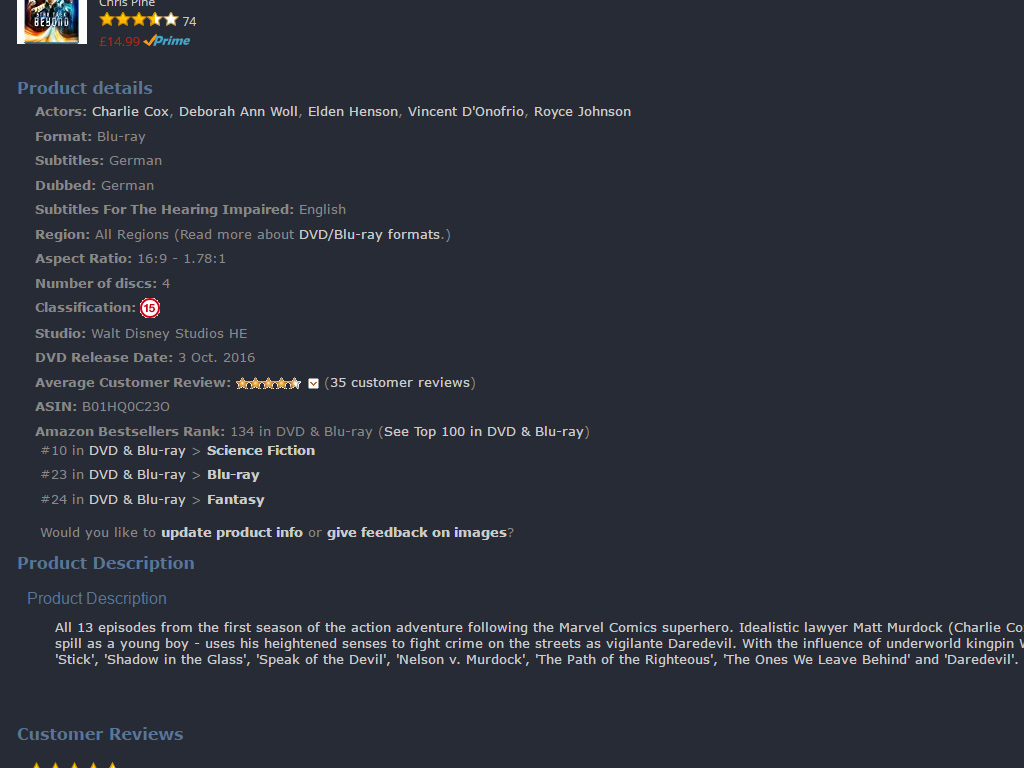 Chris Pine
BEYOND
74
£14.99 Prime
Product details
Actors: Charlie Cox, Deborah Ann Woll, Elden Henson, Vincent D'Onofrio, Royce Johnson
Format: Blu-ray
Subtitles: German
Dubbed: German
Subtitles For The Hearing Impaired: English
Region: All Regions (Read more about DVD/Blu-ray formats.)
Aspect Ratio: 16:9 - 1.78:1
Number of discs: 4
Classification: 15
Studio: Walt Disney Studios HE
DVD Release Date: 3 Oct. 2016
Average Customer Review: (35 customer reviews)
ASIN: B01HQ0C23O
Amazon Bestsellers Rank: 134 in DVD & Blu-ray (See Top 100 in DVD & Blu-ray)
#10 in DVD & Blu-ray > Science Fiction
#23 in DVD & Blu-ray > Blu-ray
#24 in DVD & Blu-ray > Fantasy
Would you like to update product info or give feedback on images?
Product Description
Product Description
All 13 episodes from the first season of the action adventure following the Marvel Comics superhero. Idealistic lawyer Matt Murdock (Charlie Co
spill as a young boy - uses his heightened senses to fight crime on the streets as vigilante Daredevil. With the influence of underworld kingpin W
'Stick', 'Shadow in the Glass', 'Speak of the Devil', 'Nelson v. Murdock', 'The Path of the Righteous', 'The Ones We Leave Behind' and 'Daredevil'.
Customer Reviews